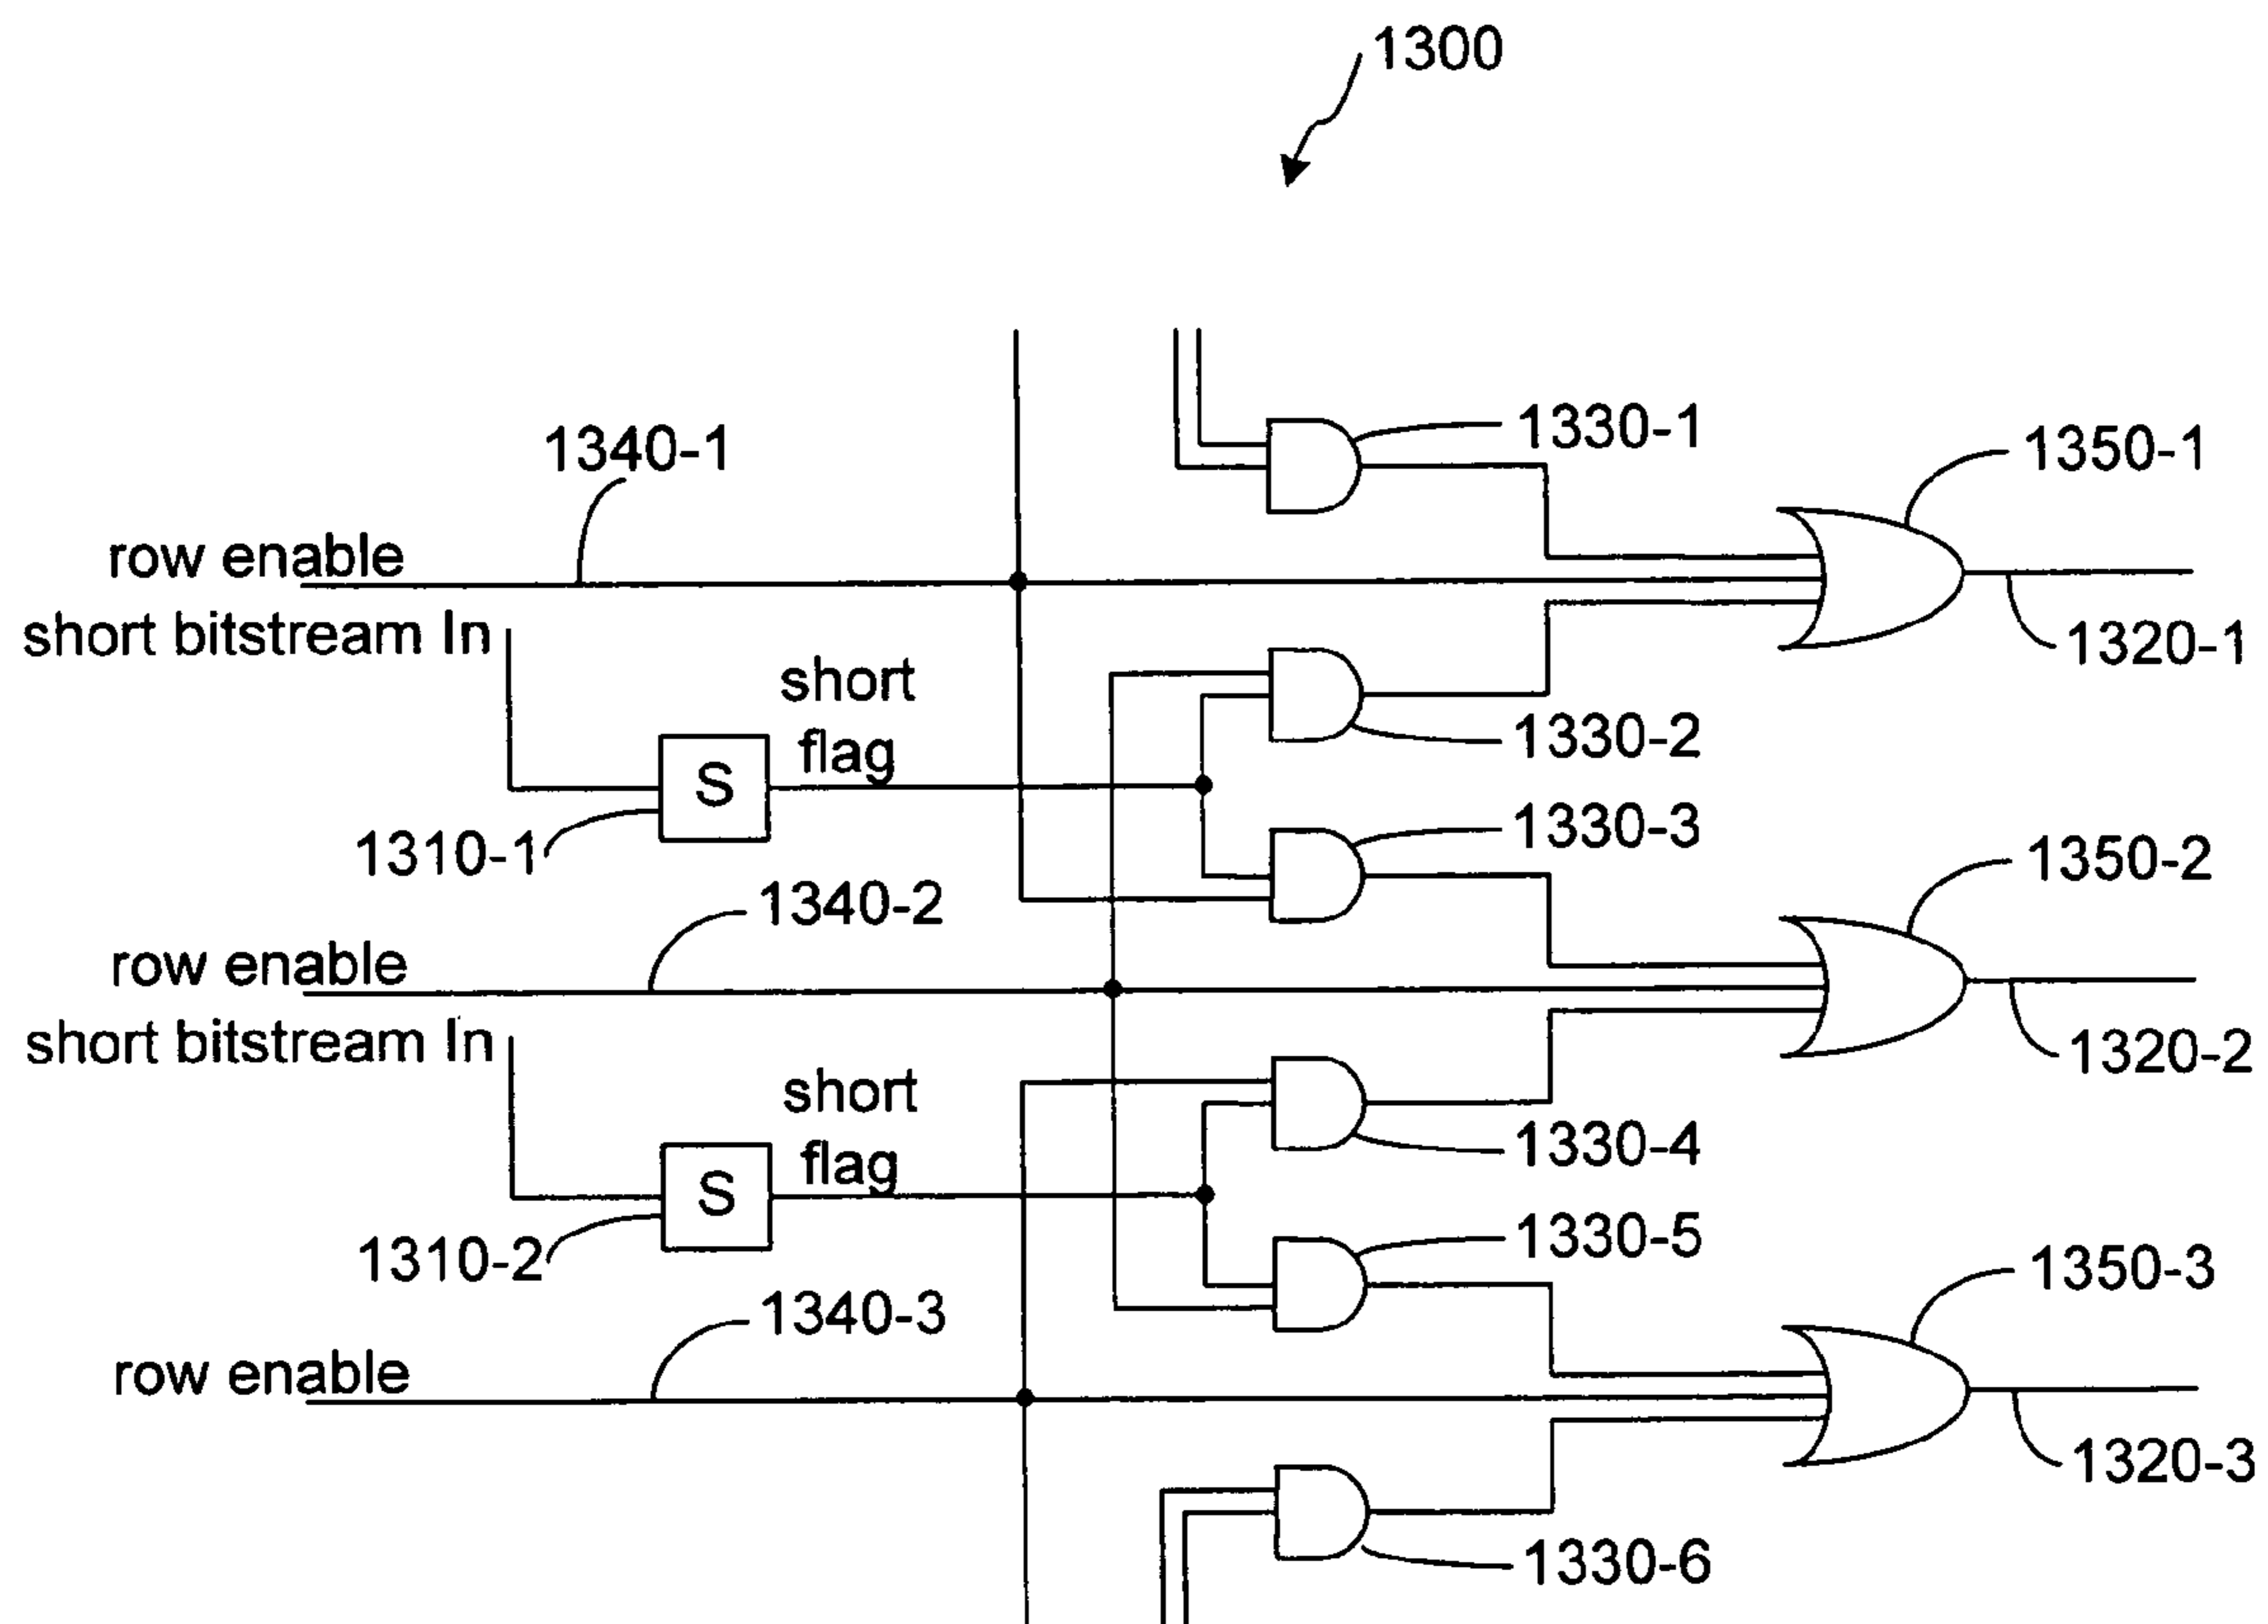 1300
1330-1
1340-1
1350-1
row enable
short bitstream In
1320-1
short
flag
1330-2
S
1310-1
1330-3
1350-2
1340-2
row enable
short bitstream In
1320-2
short
flag
1330-4
S
1310-2
1330-5
1350-3
1340-3
row enable
1320-3
1330-6